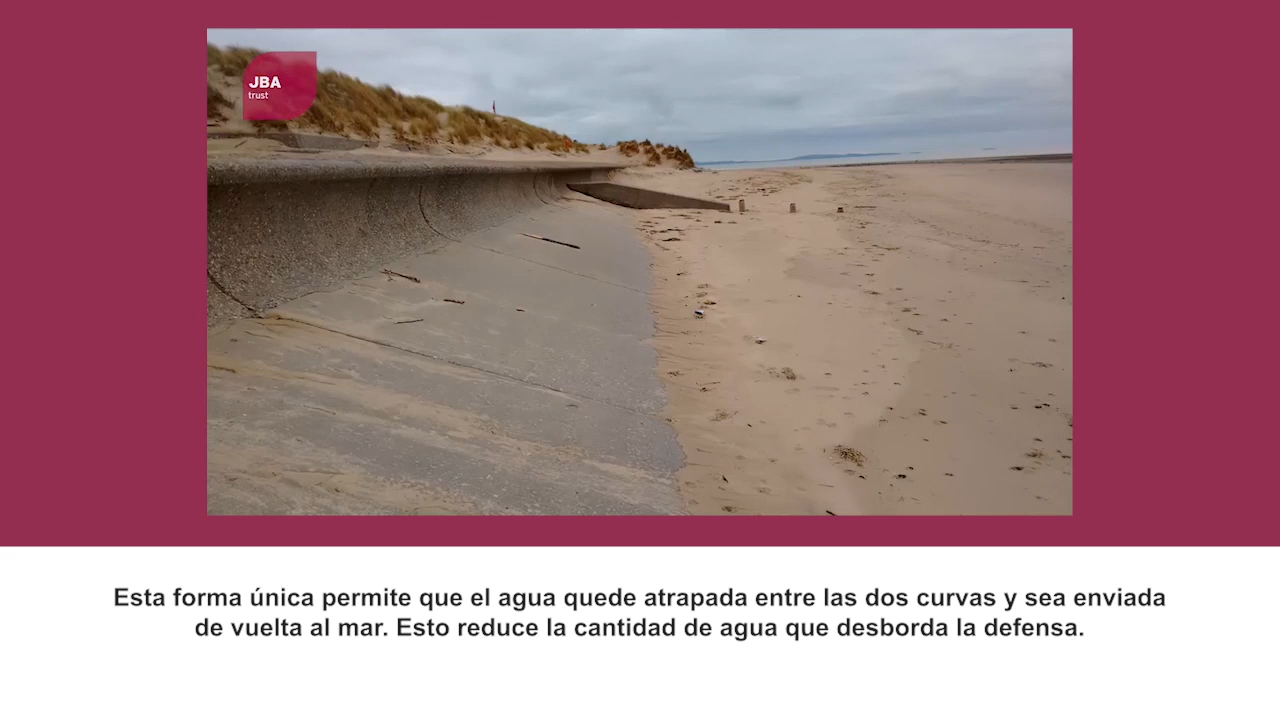 JBA
trust
Esta forma única permite que el agua quede atrapada entre las dos curvas y sea enviada
de vuelta al mar. Esto reduce la cantidad de agua que desborda la defensa.